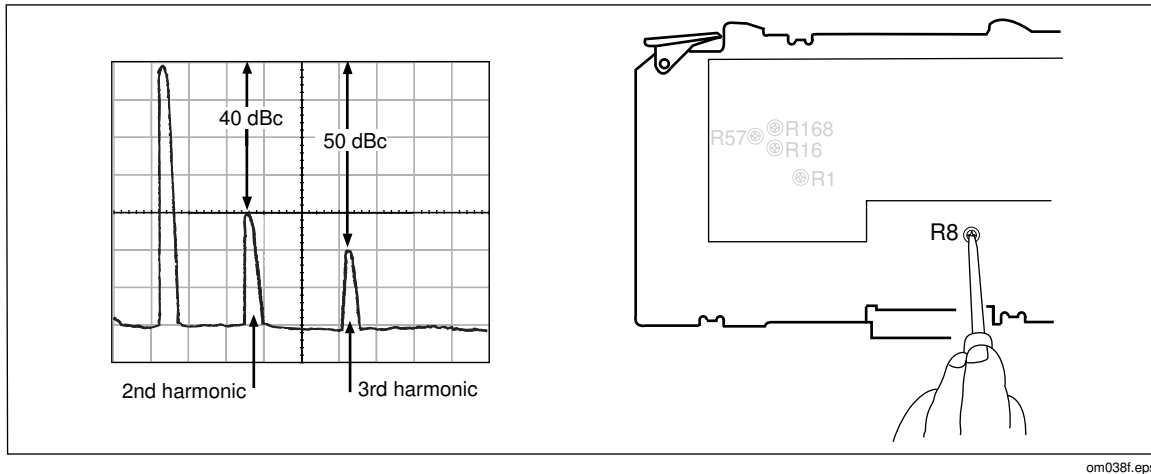 40 dBc
50 dBc
2nd harmonic
3rd harmonic
R57
R168
R16
R1
R8
om038f.eps